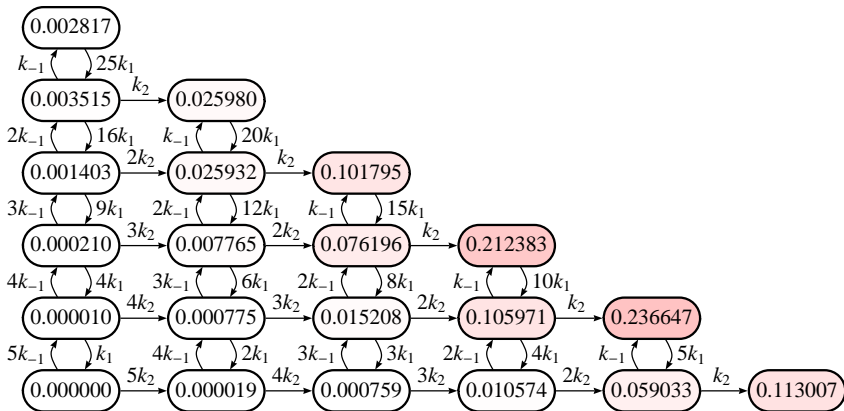 0.002817
k₋₁ 25k₁
k₂
0.003515 0.025980
2k₋₁ 16k₁ k₋₁ 20k₁
2k₂ k₂
0.001403 0.025932 0.101795
3k₋₁ 9k₁ 2k₋₁ 12k₁ k₋₁ 15k₁
3k₂ 2k₂ k₂
0.000210 0.007765 0.076196 0.212383
4k₋₁ 4k₁ 3k₋₁ 6k₁ 2k₋₁ 8k₁ k₋₁ 10k₁
4k₂ 3k₂ 2k₂ k₂
0.000010 0.000775 0.015208 0.105971 0.236647
5k₋₁ k₁ 4k₋₁ 2k₁ 3k₋₁ 3k₁ 2k₋₁ 4k₁ k₋₁ 5k₁
5k₂ 4k₂ 3k₂ 2k₂ k₂
0.000000 0.000019 0.000759 0.010574 0.059033 0.113007